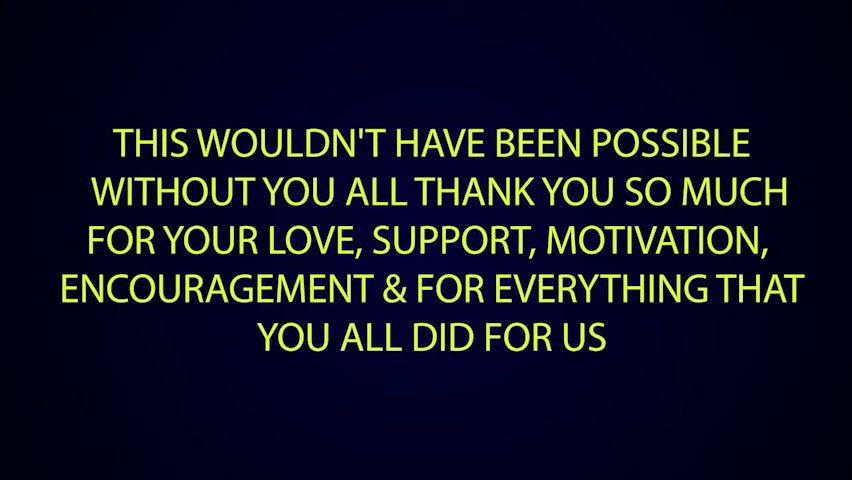 THIS WOULDN'T HAVE BEEN POSSIBLE
WITHOUT YOU ALL THANK YOU SO MUCH
FOR YOUR LOVE, SUPPORT, MOTIVATION,
ENCOURAGEMENT & FOR EVERYTHING THAT
YOU ALL DID FOR US